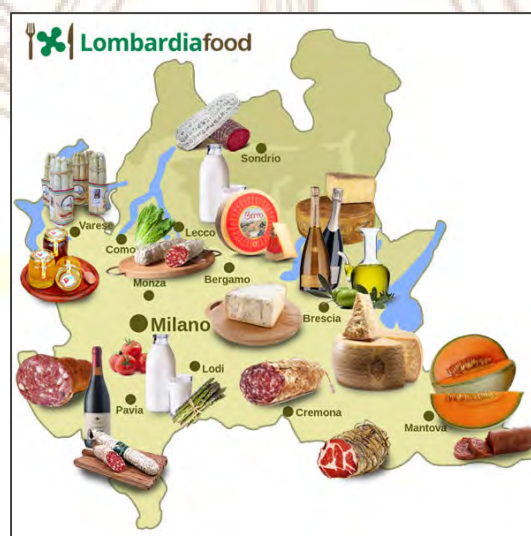 Lombardiafood
Sondrio
Varese
Como
Lecco
Monza
Bergamo
Milano
Brescia
Lodi
Pavia
Cremona
Mantova